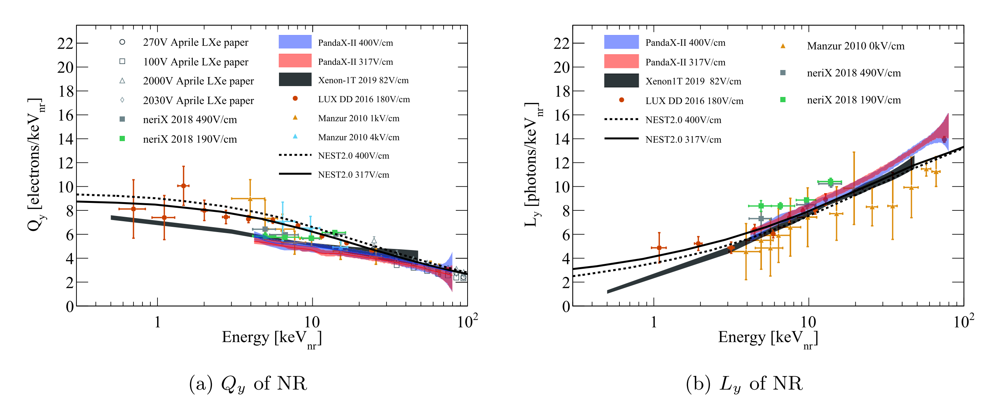 22
20
18
16
14
12
10
8
6
4
2
0
Q_y [electrons/keV_nr]
270V Aprile LXe paper
100V Aprile LXe paper
2000V Aprile LXe paper
2030V Aprile LXe paper
neriX 2018 490V/cm
neriX 2018 190V/cm
PandaX-II 400V/cm
PandaX-II 317V/cm
Xenon-1T 2019 82V/cm
LUX DD 2016 180V/cm
Manzur 2010 1kV/cm
Manzur 2010 4kV/cm
NEST2.0 400V/cm
NEST2.0 317V/cm
1 10 10²
Energy [keV_nr]
(a) Q_y of NR
22
20
18
16
14
12
10
8
6
4
2
0
L_y [photons/keV_nr]
PandaX-II 400V/cm
PandaX-II 317V/cm
Xenon1T 2019 82V/cm
LUX DD 2016 180V/cm
NEST2.0 400V/cm
NEST2.0 317V/cm
Manzur 2010 0kV/cm
neriX 2018 490V/cm
neriX 2018 190V/cm
1 10 10²
Energy [keV_nr]
(b) L_y of NR